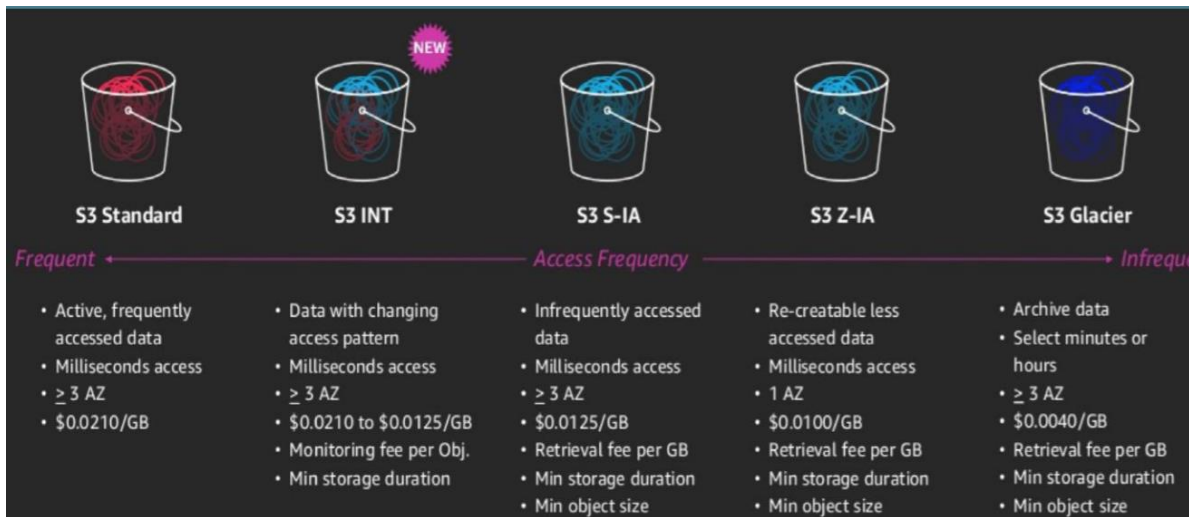 NEW
S3 Standard
S3 INT
S3 S-IA
S3 Z-IA
S3 Glacier
Frequent
Access Frequency
• Active, frequently
accessed data
• Milliseconds access
• ≥ 3 AZ
• $0.0210/GB
• Data with changing
access pattern
• Milliseconds access
• ≥ 3 AZ
• $0.0210 to $0.0125/GB
• Monitoring fee per Obj.
• Min storage duration
• Infrequently accessed
data
• Milliseconds access
• ≥ 3 AZ
• $0.0125/GB
• Retrieval fee per GB
• Min storage duration
• Min object size
• Re-creatable less
accessed data
• Milliseconds access
• 1 AZ
• $0.0100/GB
• Retrieval fee per GB
• Min storage duration
• Min object size
• Archive data
• Select minutes or
hours
• ≥ 3 AZ
• $0.0040/GB
• Retrieval fee per GB
• Min storage duration
• Min object size